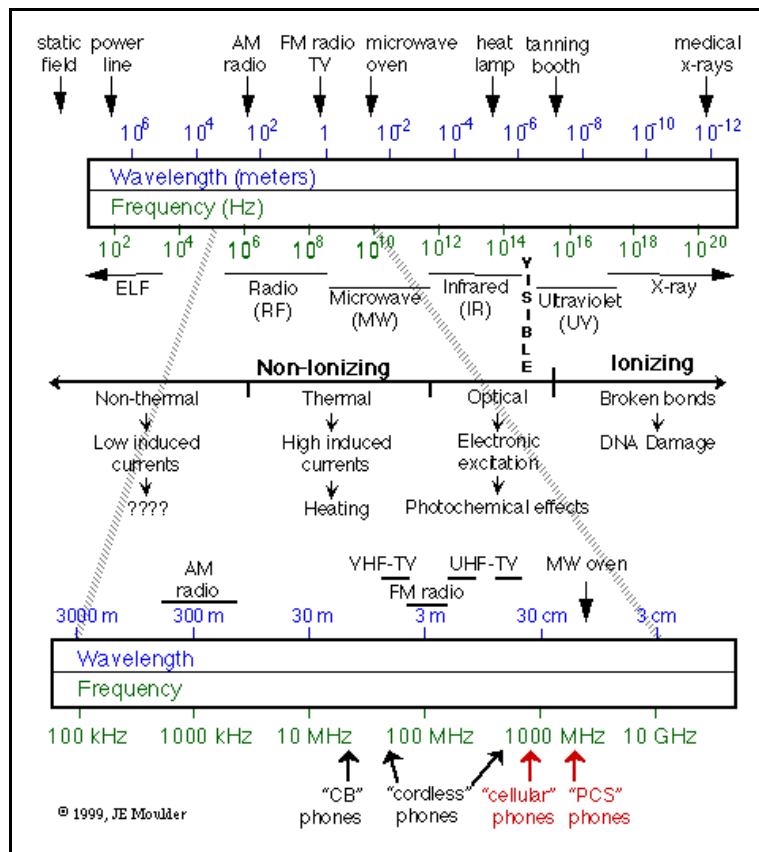 static power AM FM radio microwave heat tanning medical
field line radio TV oven lamp booth x-rays
10^6 10^4 10^2 1 10^-2 10^-4 10^-6 10^-8 10^-10 10^-12
Wavelength (meters)
Frequency (Hz)
10^2 10^4 10^6 10^8 10^10 10^12 10^14 10^16 10^18 10^20
ELF Radio (RF) Microwave (MW) Infrared (IR) VISIBLE Ultraviolet (UV) X-ray
Non-Ionizing Ionizing
Non-thermal Thermal Optical Broken bonds
Low induced High induced Electronic DNA Damage
currents currents excitation
???? Heating Photochemical effects
AM VHF-TV UHF-TV MW oven
radio FM radio
3000 m 300 m 30 m 3 m 30 cm 3 cm
Wavelength
Frequency
100 kHz 1000 kHz 10 MHz 100 MHz 1000 MHz 10 GHz
"CB" "cordless" "cellular" "PCS"
phones phones phones phones
© 1999, JE Moulder